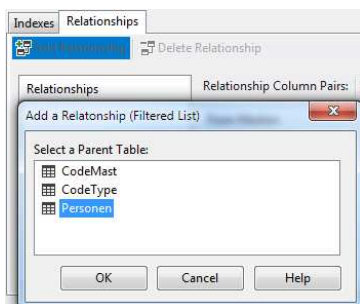 Indexes Relationships
Delete Relationship
Relationships Relationship Column Pairs:
Add a Relatonship (Filtered List)
Select a Parent Table:
CodeMast
CodeType
Personen
OK Cancel Help